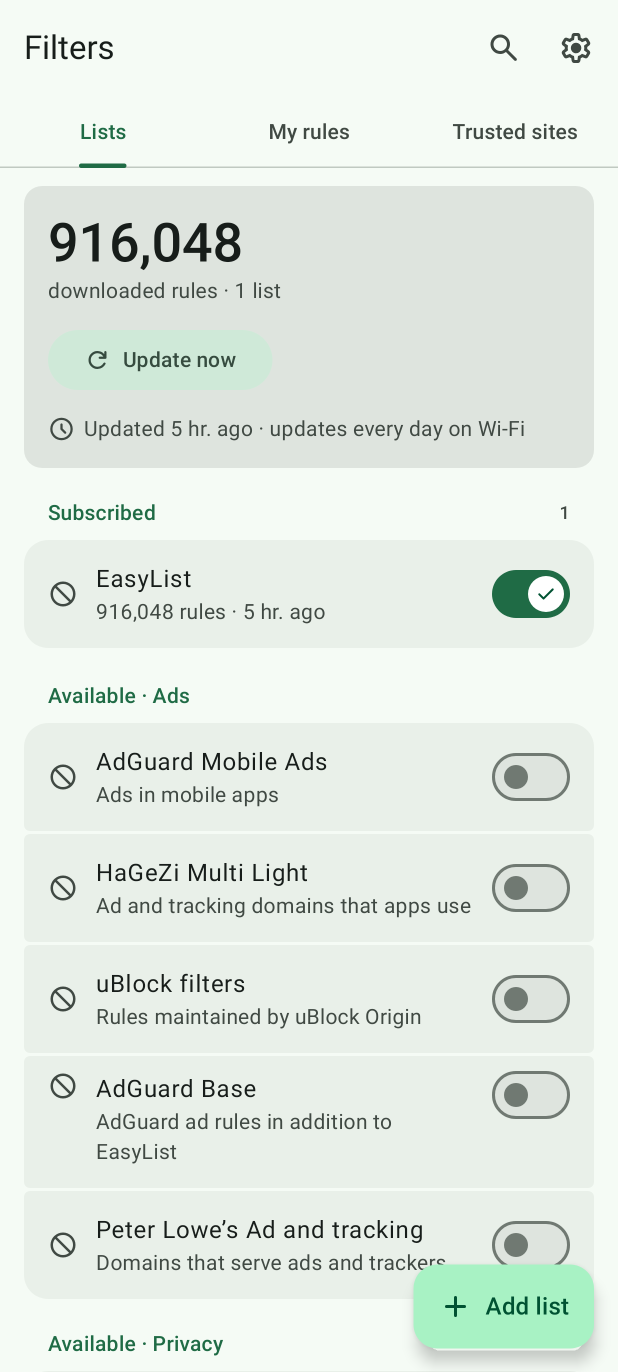 Filters
Lists
My rules
Trusted sites
916,048
downloaded rules · 1 list
Update now
Updated 5 hr. ago · updates every day on Wi-Fi
Subscribed
1
EasyList
916,048 rules · 5 hr. ago
Available · Ads
AdGuard Mobile Ads
Ads in mobile apps
HaGeZi Multi Light
Ad and tracking domains that apps use
uBlock filters
Rules maintained by uBlock Origin
AdGuard Base
AdGuard ad rules in addition to
EasyList
Peter Lowe’s Ad and tracking
Domains that serve ads and trackers
Add list
Available · Privacy